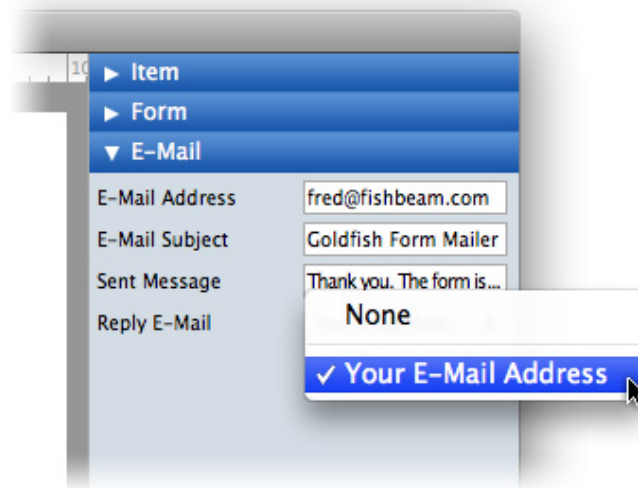 10
▶ Item
▶ Form
▼ E-Mail
E-Mail Address fred@fishbeam.com
E-Mail Subject Goldfish Form Mailer
Sent Message Thank you. The form is...
Reply E-Mail
None
✓ Your E-Mail Address